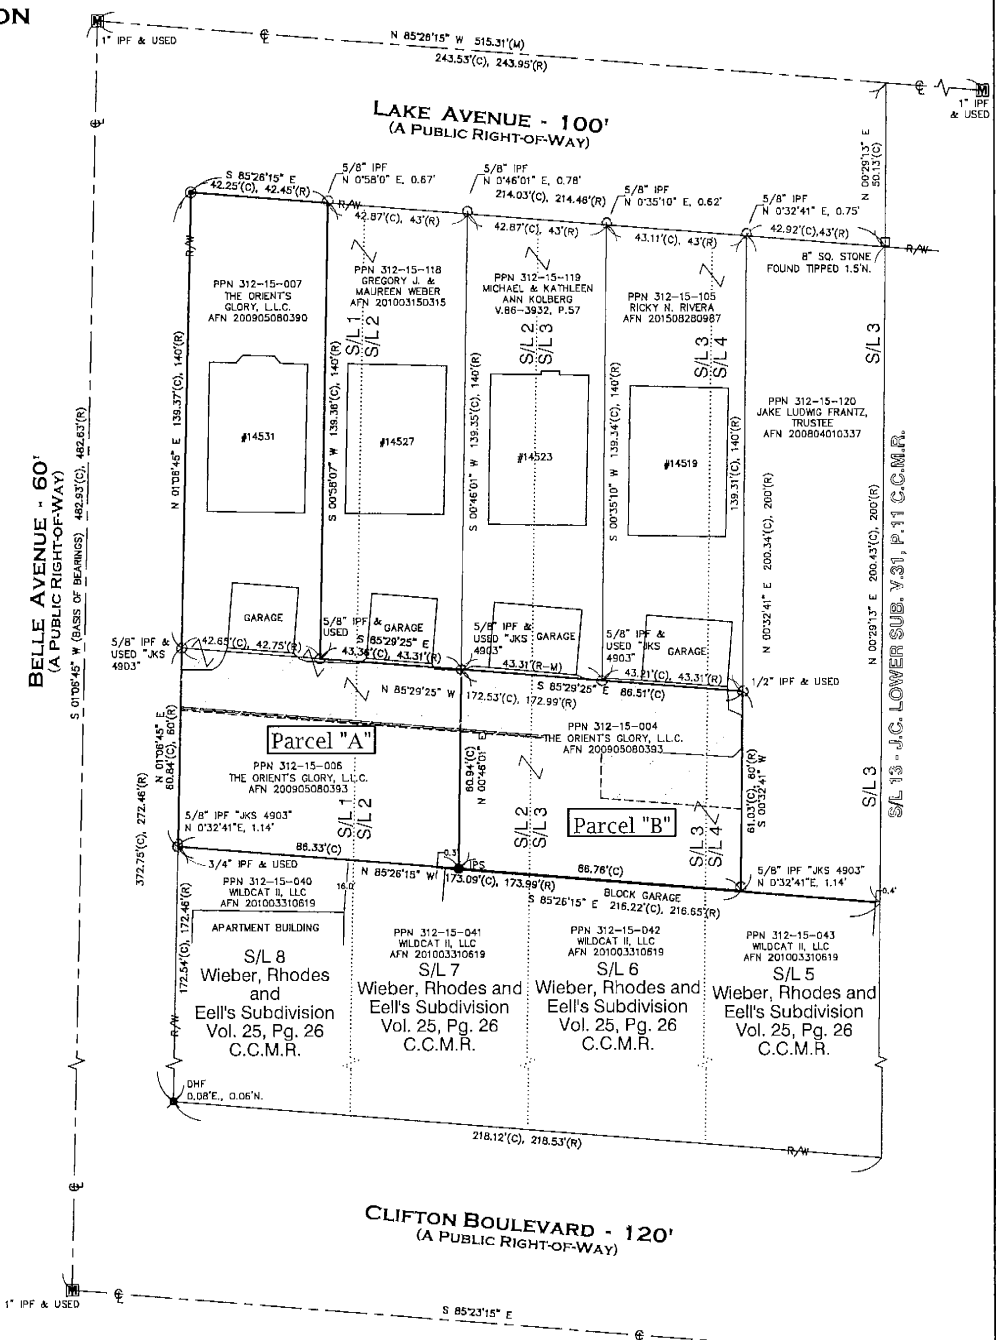 ON
1" IPF & USED
N 85°26'15" W 515.31'(M)
243.53'(C), 243.95'(R)
1" IPF
& USED
LAKE AVENUE - 100'
(A PUBLIC RIGHT-OF-WAY)
N 00°29'13" E
50.13'(C)
S 85°26'15" E
42.25'(C), 42.45'(R)
5/8" IPF
N 0°58'0" E, 0.67'
5/8" IPF
N 0°46'01" E, 0.78'
214.03'(C), 214.46'(R)
5/8" IPF
N 0°35'10" E, 0.62'
5/8" IPF
N 0°32'41" E, 0.75'
R/W
42.87'(C), 43'(R)
42.87'(C), 43'(R)
43.11'(C), 43'(R)
42.92'(C),43'(R)
R/W
8" SQ. STONE
FOUND TIPPED 1.5'N.
R/W
PPN 312-15-007
THE ORIENT'S
GLORY, L.L.C.
AFN 200905080390
PPN 312-15-118
GREGORY J. &
MAUREEN WEBER
AFN 201003150315
PPN 312-15-119
MICHAEL & KATHLEEN
ANN KOLBERG
V.86-3932, P.57
PPN 312-15-105
RICKY N. RIVERA
AFN 201508280987
S/L 1
S/L 2
S/L 2
S/L 3
S/L 3
S/L 4
S/L 3
PPN 312-15-120
JAKE LUDWIG FRANTZ,
TRUSTEE
AFN 200804010337
N 01°08'45" E 139.37'(C), 140'(R)
S 00°58'07" W 139.36'(C), 140'(R)
S 00°46'01" W 139.35'(C), 140'(R)
S 00°35'10" W 139.34'(C), 140'(R)
139.31'(C), 140'(R)
N 00°32'41" E 200.34'(C), 200'(R)
N 00°29'13" E 200.43'(C), 200'(R)
#14531
#14527
#14523
#14519
BELLE AVENUE - 60'
(A PUBLIC RIGHT-OF-WAY)
S 01°08'45" W (BASIS OF BEARINGS) 482.93'(C), 482.63'(R)
S/L 13 - J.C. LOWER SUB. V.31, P.11 C.C.M.R.
GARAGE
GARAGE
GARAGE
GARAGE
5/8" IPF &
USED "JKS
4903"
42.65'(C), 42.75'(R)
5/8" IPF &
USED
S 85°29'25" E
43.36'(C), 43.31'(R)
5/8" IPF &
USED "JKS
4903"
43.31'(R-M)
5/8" IPF &
USED "JKS
4903"
43.21'(C), 43.31'(R)
1/2" IPF & USED
N 85°29'25" W 172.53'(C), 172.99'(R)
S 85°29'25" E 86.51'(C)
N 01°08'45" E
60.84'(C), 60'(R)
Parcel "A"
PPN 312-15-006
THE ORIENT'S GLORY, L.L.C.
AFN 200905080393
PPN 312-15-004
THE ORIENT'S GLORY, L.L.C.
AFN 200905080393
60.94'(C)
N 00°46'01"
E
61.03'(C), 60'(R)
S 00°32'41" W
Parcel "B"
S/L 1
S/L 2
S/L 2
S/L 3
S/L 3
S/L 4
S/L 3
372.75'(C), 272.46'(R)
5/8" IPF "JKS 4903"
N 0°32'41"E, 1.14'
86.33'(C)
3/4" IPF & USED
0.3'
IPS
N 85°26'15" W
173.09'(C), 173.99'(R)
86.76'(C)
BLOCK GARAGE
S 85°26'15" E 216.22'(C), 216.65'(R)
5/8" IPF "JKS 4903"
N 0°32'41"E, 1.14'
0.4'
172.54'(C), 172.46'(R)
R/W
PPN 312-15-040
WILDCAT II, LLC
AFN 201003310619
16.0'
APARTMENT BUILDING
S/L 8
Wieber, Rhodes
and
Eell's Subdivision
Vol. 25, Pg. 26
C.C.M.R.
PPN 312-15-041
WILDCAT II, LLC
AFN 201003310619
S/L 7
Wieber, Rhodes and
Eell's Subdivision
Vol. 25, Pg. 26
C.C.M.R.
PPN 312-15-042
WILDCAT II, LLC
AFN 201003310619
S/L 6
Wieber, Rhodes and
Eell's Subdivision
Vol. 25, Pg. 26
C.C.M.R.
PPN 312-15-043
WILDCAT II, LLC
AFN 201003310619
S/L 5
Wieber, Rhodes and
Eell's Subdivision
Vol. 25, Pg. 26
C.C.M.R.
DHF
0.08'E., 0.06'N.
218.12'(C), 218.53'(R)
R/W
CLIFTON BOULEVARD - 120'
(A PUBLIC RIGHT-OF-WAY)
1" IPF & USED
S 85°23'15" E